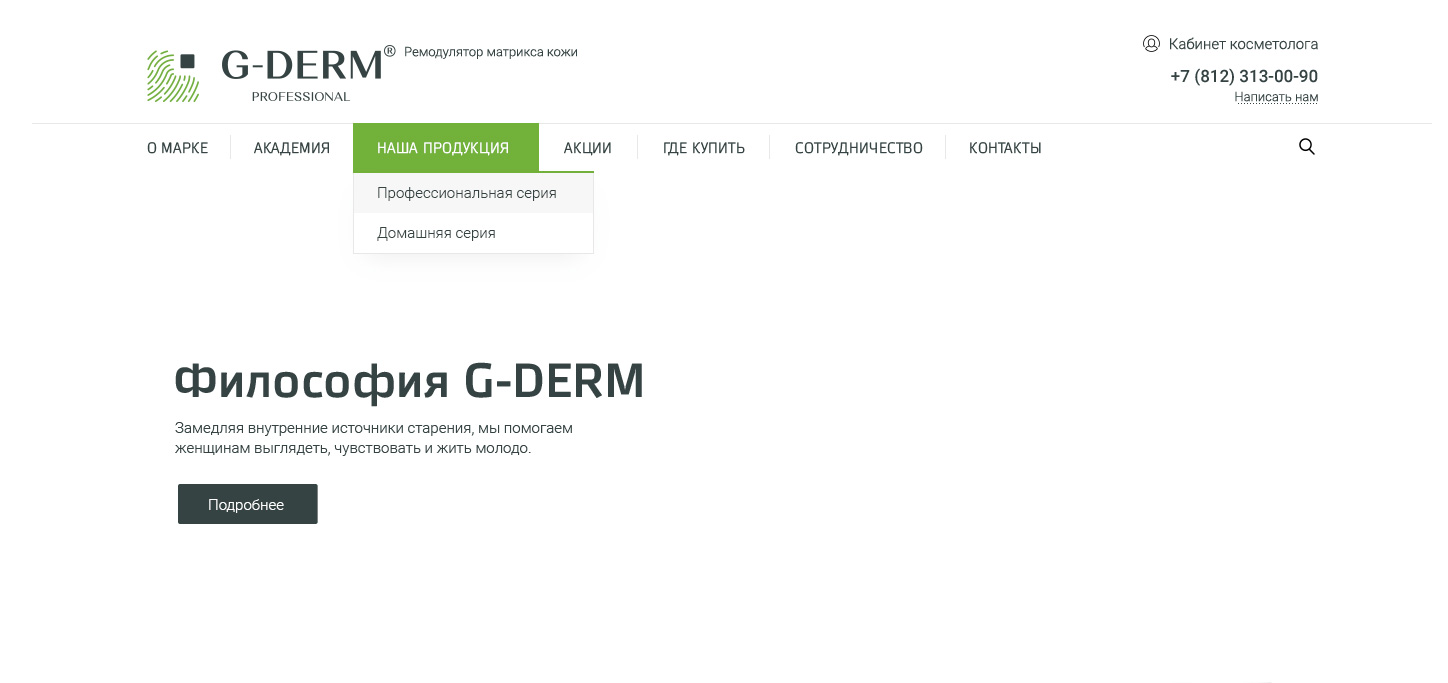 G-DERM® Ремодулятор матрикса кожи
PROFESSIONAL
Кабинет косметолога
+7 (812) 313-00-90
Написать нам
О МАРКЕ АКАДЕМИЯ НАША ПРОДУКЦИЯ АКЦИИ ГДЕ КУПИТЬ СОТРУДНИЧЕСТВО КОНТАКТЫ
Профессиональная серия
Домашняя серия
Философия G-DERM
Замедляя внутренние источники старения, мы помогаем
женщинам выглядеть, чувствовать и жить молодо.
Подробнее